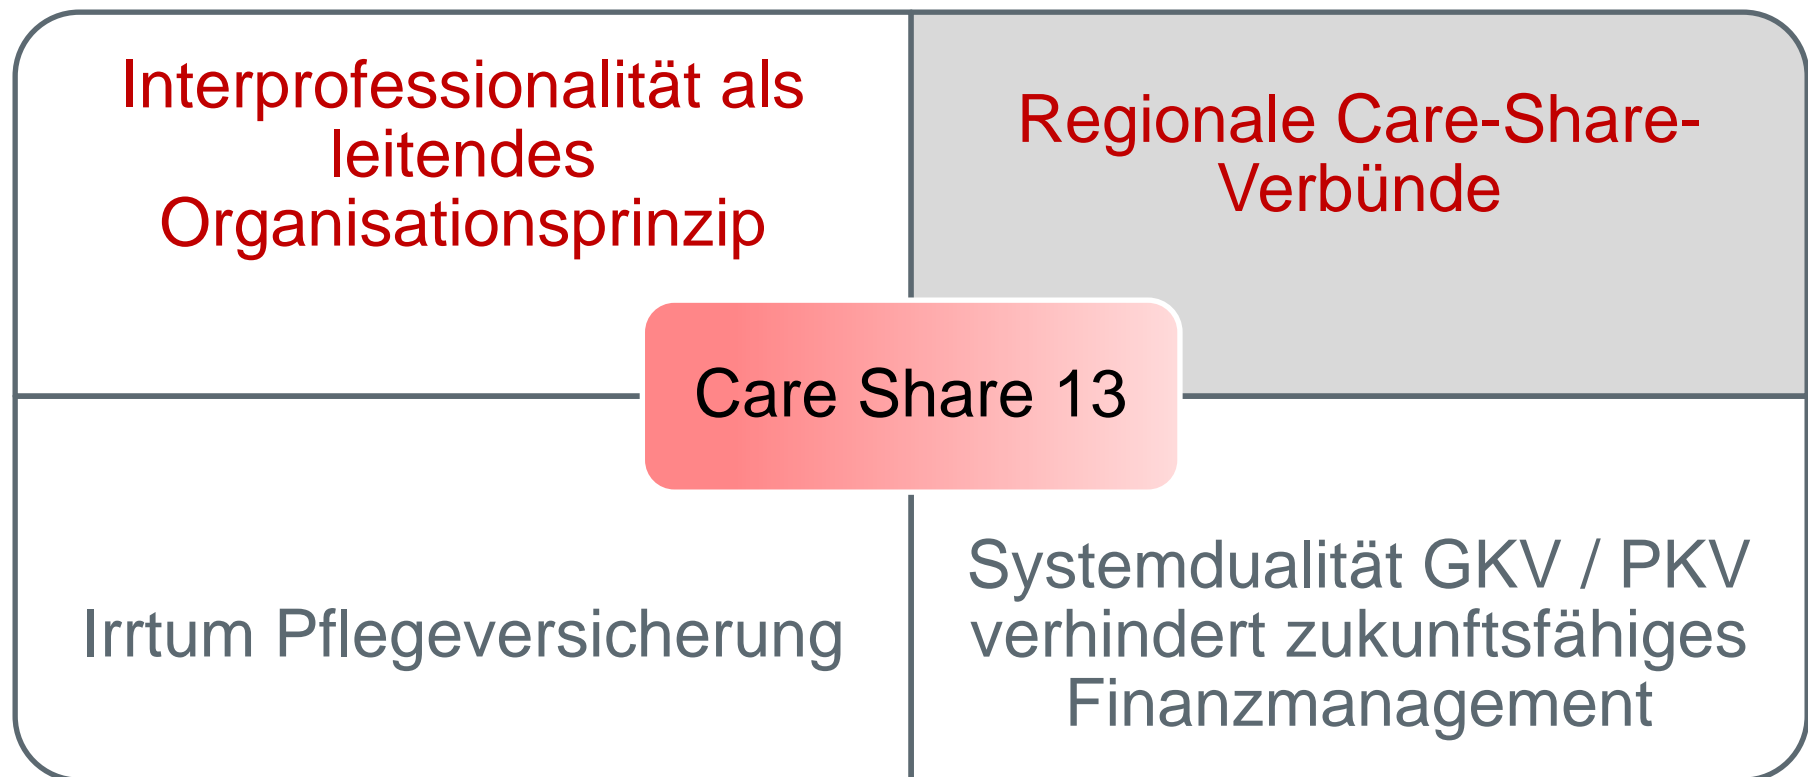 Interprofessionalität als
leitendes
Organisationsprinzip
Regionale Care-Share-
Verbünde
Care Share 13
Irrtum Pflegeversicherung
Systemdualität GKV / PKV
verhindert zukunftsfähiges
Finanzmanagement